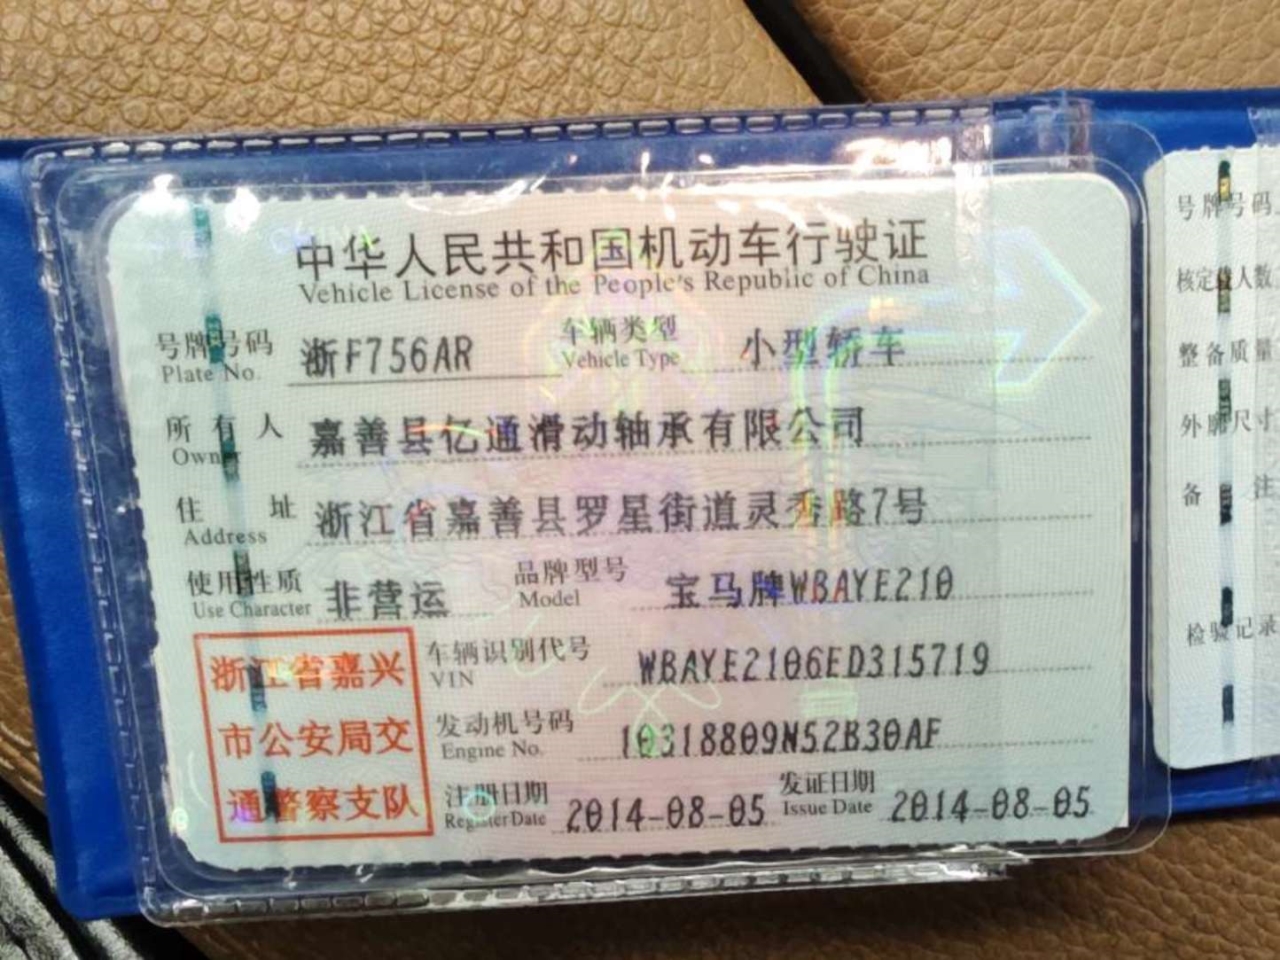 中华人民共和国机动车行驶证
Vehicle License of the People's Republic of China
号牌号码 浙F756AR 车辆类型 小型轿车
Plate No. Vehicle Type
所有人 嘉善县亿通滑动轴承有限公司
Owner
住址 浙江省嘉善县罗星街道灵秀路7号
Address
使用性质 非营运 品牌型号 宝马牌WBAYE210
Use Character Model
车辆识别代号 WBAYE2106ED315719
VIN
发动机号码 10318809N52B30AF
Engine No.
注册日期 2014-08-05 发证日期 2014-08-05
Register Date Issue Date
浙江省嘉兴
市公安局交
通警察支队
号牌号码
核定载人数
整备质量
外廓尺寸
备注
检验记录